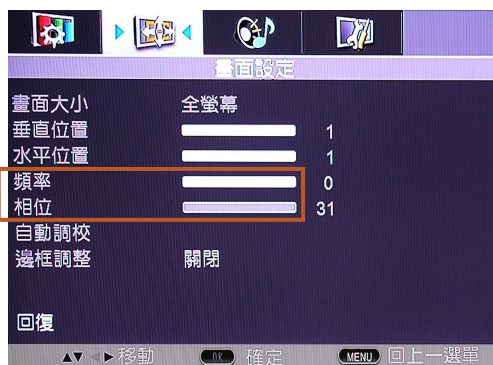 畫面設定
畫面大小 全螢幕
垂直位置 1
水平位置 1
頻率 0
相位 31
自動調校
邊框調整 關閉
回復
▲▼ ◀▶ 移動 OK 確定 MENU 回上一選單